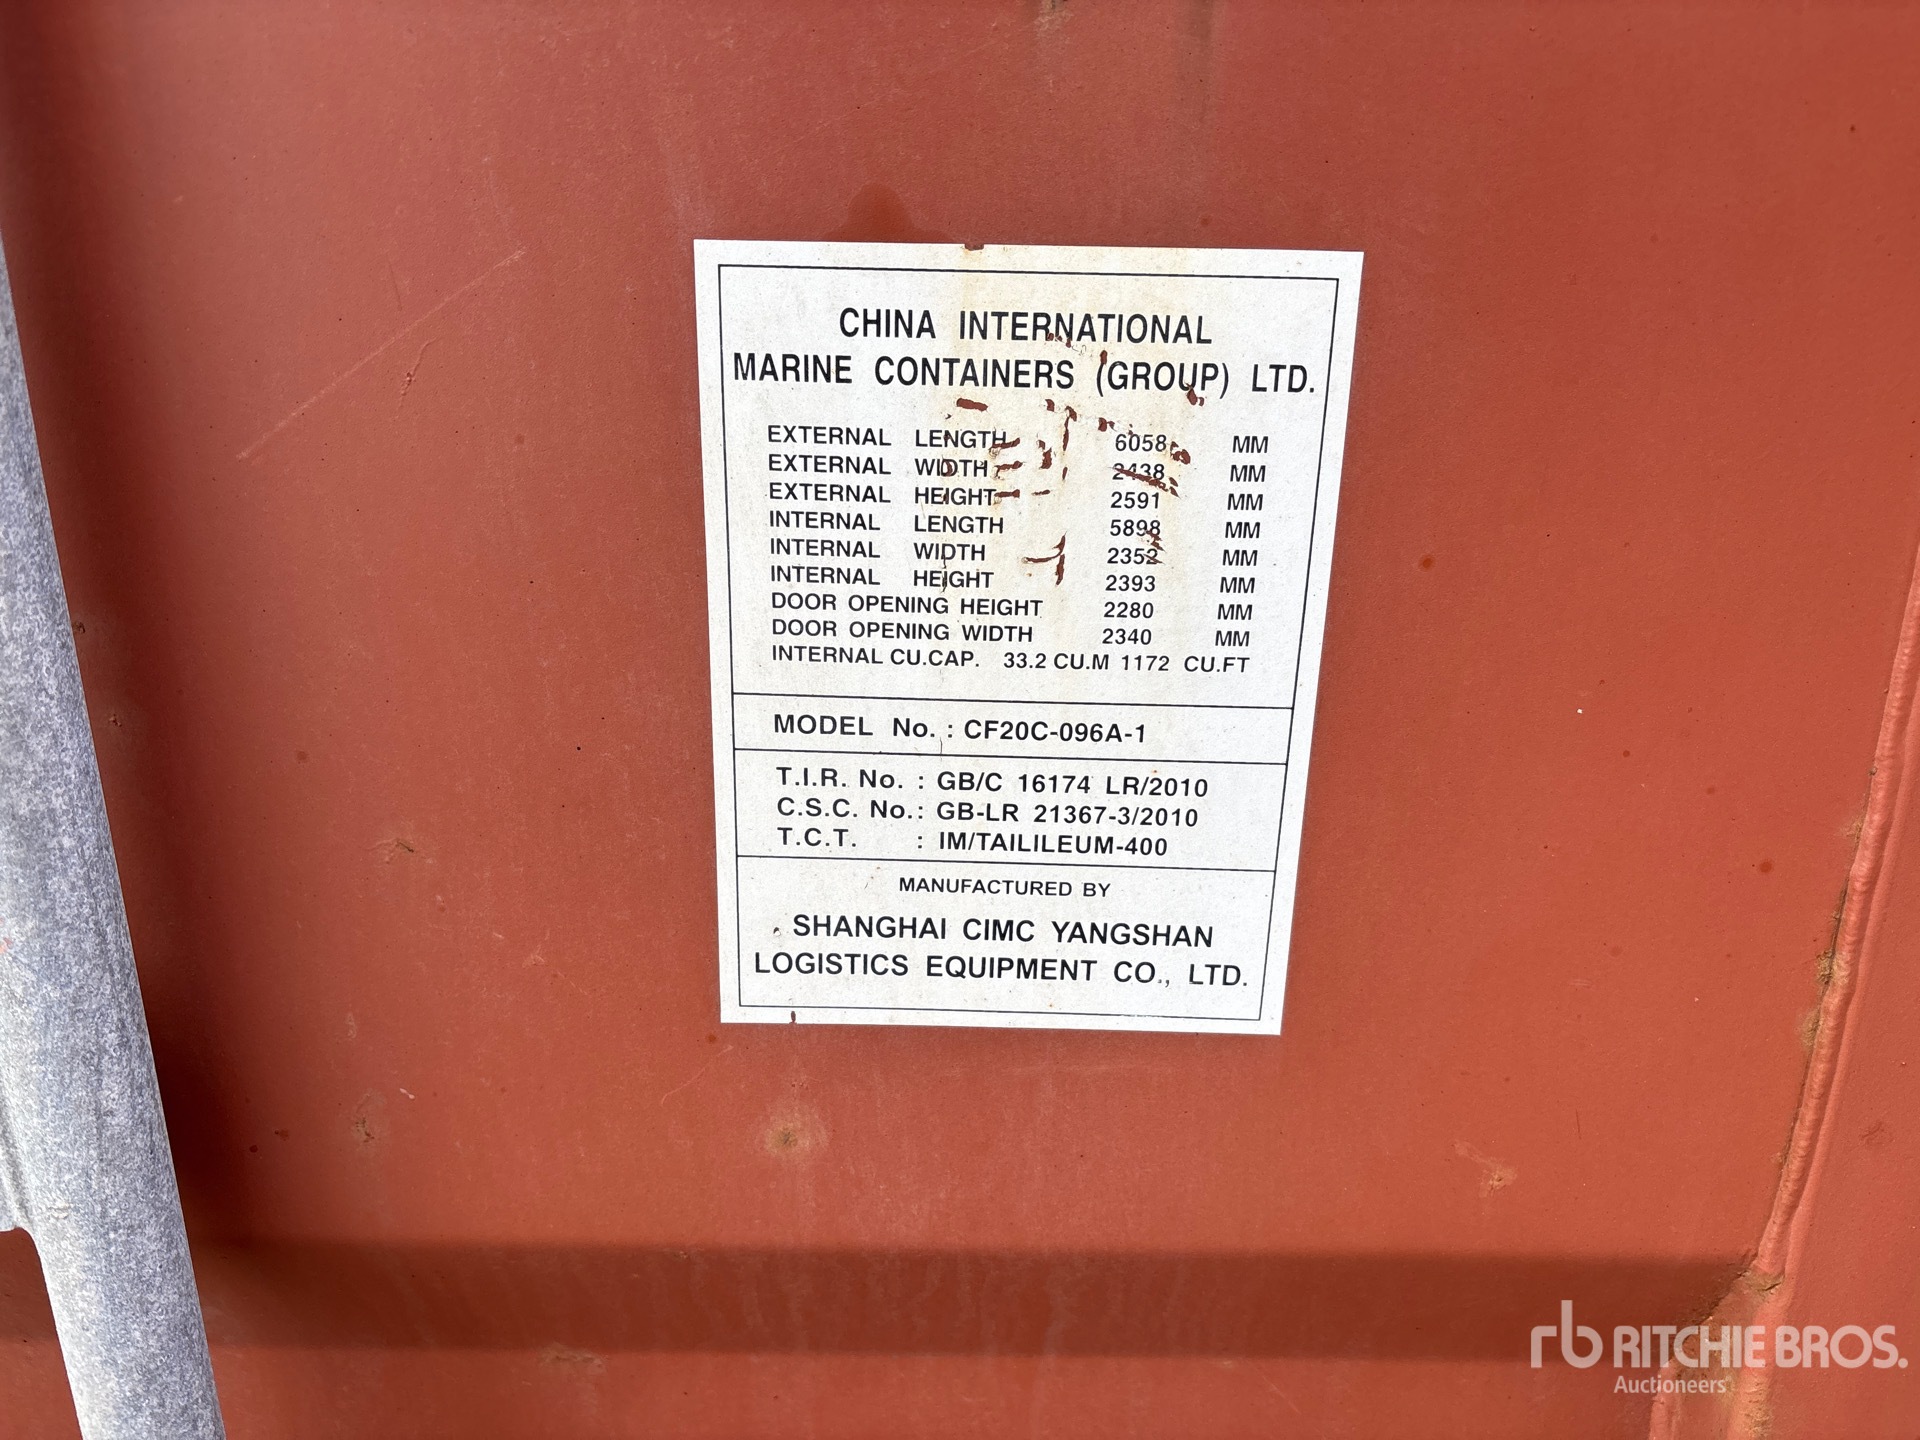 CHINA INTERNATIONAL
MARINE CONTAINERS (GROUP) LTD.
EXTERNAL LENGTH 6058 MM
EXTERNAL WIDTH 2438 MM
EXTERNAL HEIGHT 2591 MM
INTERNAL LENGTH 5898 MM
INTERNAL WIDTH 2352 MM
INTERNAL HEIGHT 2393 MM
DOOR OPENING HEIGHT 2280 MM
DOOR OPENING WIDTH 2340 MM
INTERNAL CU.CAP. 33.2 CU.M 1172 CU.FT
MODEL No. : CF20C-096A-1
T.I.R. No. : GB/C 16174 LR/2010
C.S.C. No. : GB-LR 21367-3/2010
T.C.T. : IM/TAILILEUM-400
MANUFACTURED BY
SHANGHAI CIMC YANGSHAN
LOGISTICS EQUIPMENT CO., LTD.
rb RITCHIE BROS.
Auctioneers